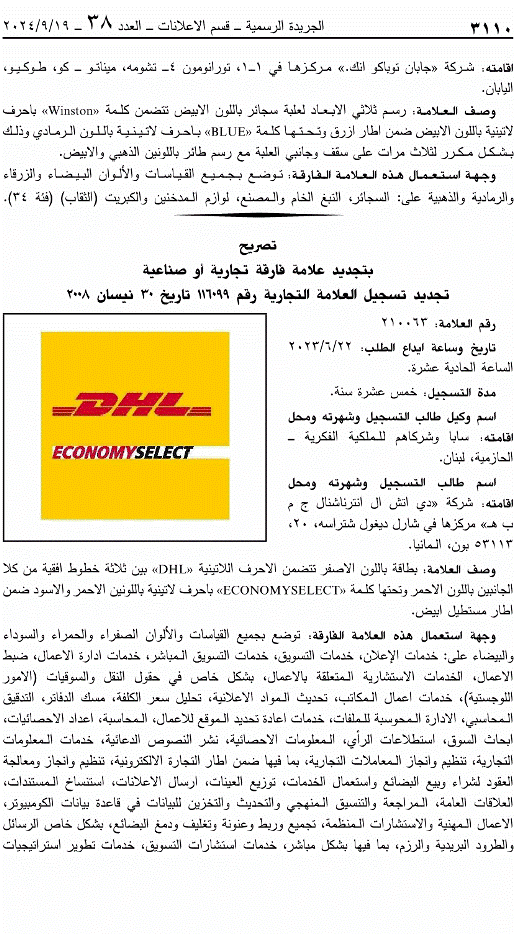 ٣١١٠
الجريدة الرسمية ــ قسم الاعلانات ــ العدد ٣٨ ــ ٢٠٢٤/٩/١٩
اقامته: شركة «جابان توباكو انك.» مركزها في ١ــ١، تورانومون ٤ــ تشومه، ميناتو ــ كو، طوكيو،
اليابان.
وصف العلامة: رسم ثلاثي الابعاد لعلبة سجائر باللون الابيض تتضمن كلمة «Winston» باحرف
لاتينية باللون الابيض ضمن اطار ازرق وتحتها كلمة «BLUE» باحرف لاتينية باللون الرمادي وذلك
بشكل مكرر لثلاث مرات على سقف وجانبي العلبة مع رسم طائر باللونين الذهبي والابيض.
وجهة استعمال هذه العلامة الفارقة: توضع بجميع القياسات والألوان البيضاء والزرقاء
والرمادية والذهبية على: السجائر، التبغ الخام والمصنع، لوازم المدخنين والكبريت (الثقاب) (فئة ٣٤).
تصريح
بتجديد علامة فارقة تجارية أو صناعية
تجديد تسجيل العلامة التجارية رقم ١١٦٠٩٩ تاريخ ٣٠ نيسان ٢٠٠٨
رقم العلامة: ٢١٠٠٦٣
تاريخ وساعة ايداع الطلب: ٢٠٢٣/٦/٢٢
الساعة الحادية عشرة.
مدة التسجيل: خمس عشرة سنة.
اسم وكيل طالب التسجيل وشهرته ومحل
اقامته: سابا وشركاهم للملكية الفكرية ــ
الحازمية، لبنان.
اسم طالب التسجيل وشهرته ومحل
اقامته: شركة «دي اتش ال انترناشنال ج م
ب هـ» مركزها في شارل ديغول شتراسه، ٢٠،
٥٣١١٣ بون، المانيا.
DHL
ECONOMYSELECT
وصف العلامة: بطاقة باللون الاصفر تتضمن الاحرف اللاتينية «DHL» بين ثلاثة خطوط افقية من كلا
الجانبين باللون الاحمر وتحتها كلمة «ECONOMYSELECT» باحرف لاتينية باللونين الاحمر والاسود ضمن
اطار مستطيل ابيض.
وجهة استعمال هذه العلامة الفارقة: توضع بجميع القياسات والألوان الصفراء والحمراء والسوداء
والبيضاء على: خدمات الإعلان، خدمات التسويق، خدمات التسويق المباشر، خدمات ادارة الاعمال، ضبط
الاعمال، الخدمات الاستشارية المتعلقة بالاعمال، بشكل خاص في حقول النقل والسوقيات (الامور
اللوجستية)، خدمات اعمال المكاتب، تحديث المواد الاعلانية، تحليل سعر الكلفة، مسك الدفاتر، التدقيق
المحاسبي، الادارة المحوسبة للملفات، خدمات اعادة تحديد الموقع للأعمال، المحاسبة، اعداد الاحصائيات،
ابحاث السوق، استطلاعات الرأي، المعلومات الاحصائية، نشر النصوص الدعائية، خدمات المعلومات
التجارية، تنظيم وانجاز المعاملات التجارية، بما فيها ضمن اطار التجارة الالكترونية، تنظيم وانجاز ومعالجة
العقود لشراء وبيع البضائع واستعمال الخدمات، توزيع العينات، ارسال الاعلانات، استنساخ المستندات،
العلاقات العامة، المراجعة والتنسيق المنهجي والتحديث والتخزين للبيانات في قاعدة بيانات الكومبيوتر،
الاعمال المهنية والاستشارات المنظمة، تجميع وربط وعنونة وتغليف ودمغ البضائع، بشكل خاص الرسائل
والطرود البريدية والرزم، بما فيها بشكل مباشر، خدمات استشارات التسويق، خدمات تطوير استراتيجيات